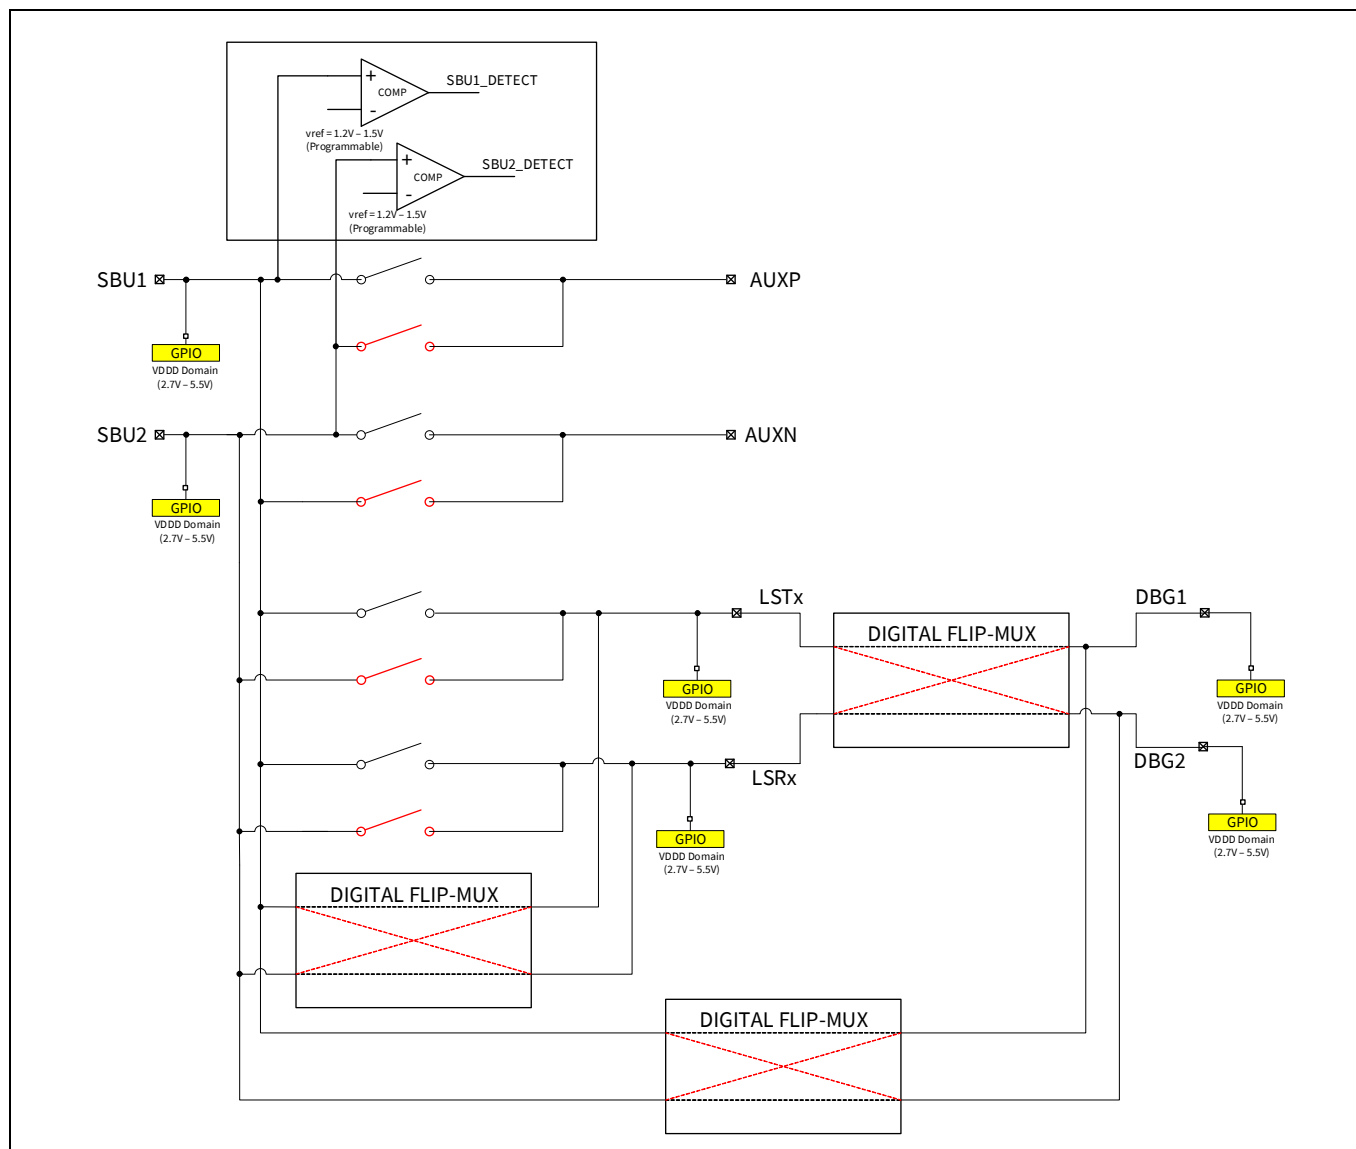 +
COMP
-
SBU1_DETECT
vref = 1.2V – 1.5V
(Programmable)
+
COMP
-
SBU2_DETECT
vref = 1.2V – 1.5V
(Programmable)
SBU1
AUXP
GPIO
VDDD Domain
(2.7V – 5.5V)
SBU2
AUXN
GPIO
VDDD Domain
(2.7V – 5.5V)
LSTx
DBG1
DIGITAL FLIP-MUX
GPIO
VDDD Domain
(2.7V – 5.5V)
GPIO
VDDD Domain
(2.7V – 5.5V)
LSRx
DBG2
GPIO
VDDD Domain
(2.7V – 5.5V)
GPIO
VDDD Domain
(2.7V – 5.5V)
DIGITAL FLIP-MUX
DIGITAL FLIP-MUX